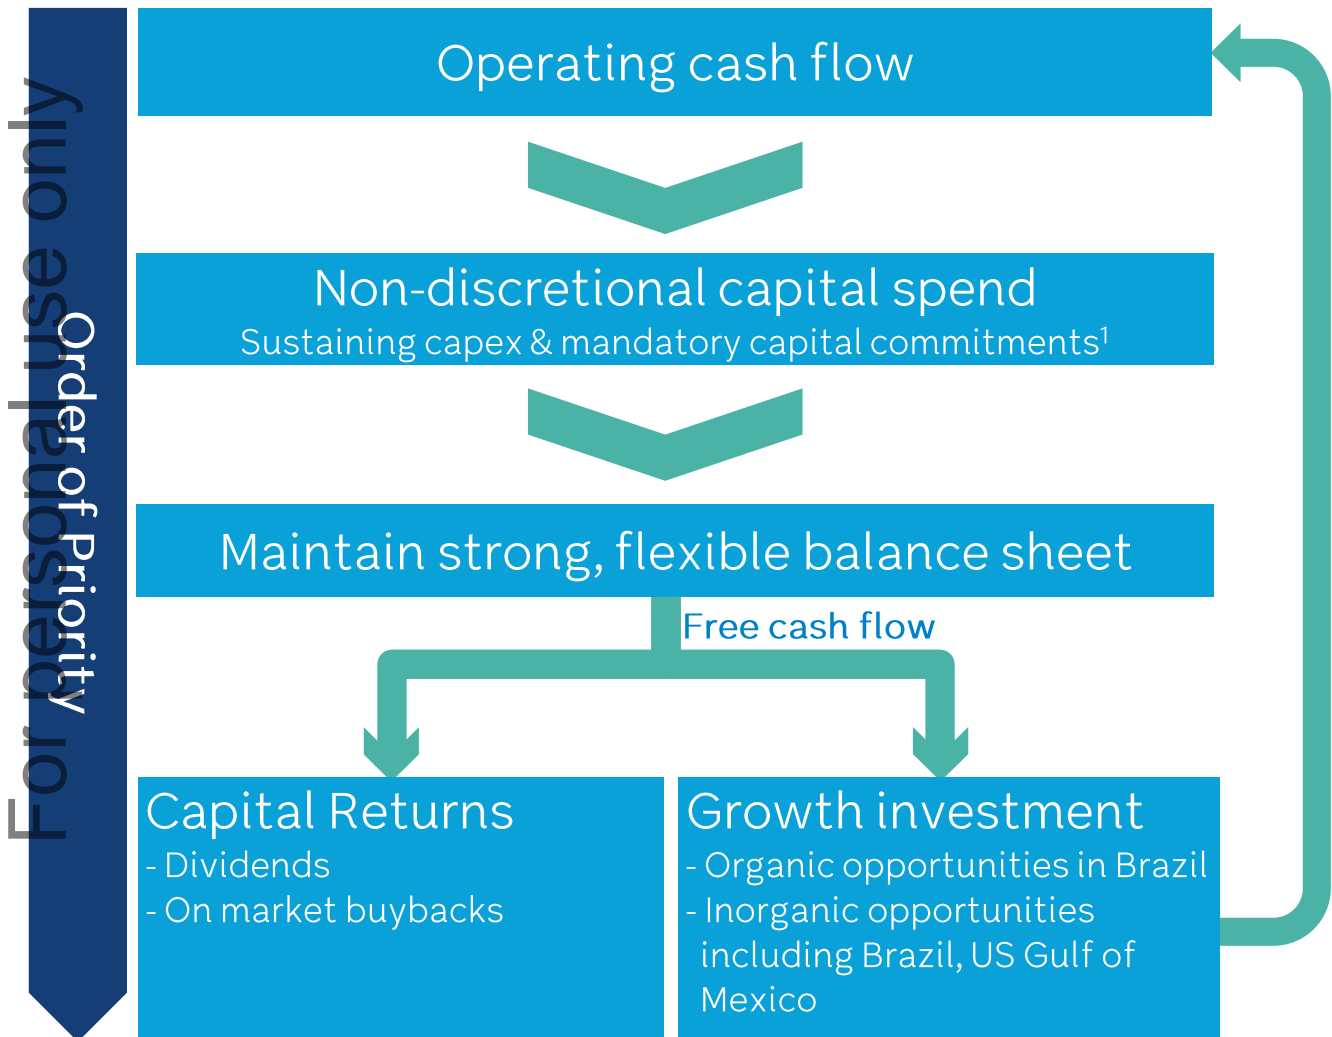 For personal use only
Order of Priority
Operating cash flow
Non-discretional capital spend
Sustaining capex & mandatory capital commitments¹
Maintain strong, flexible balance sheet
Free cash flow
Capital Returns
- Dividends
- On market buybacks
Growth investment
- Organic opportunities in Brazil
- Inorganic opportunities
including Brazil, US Gulf of
Mexico